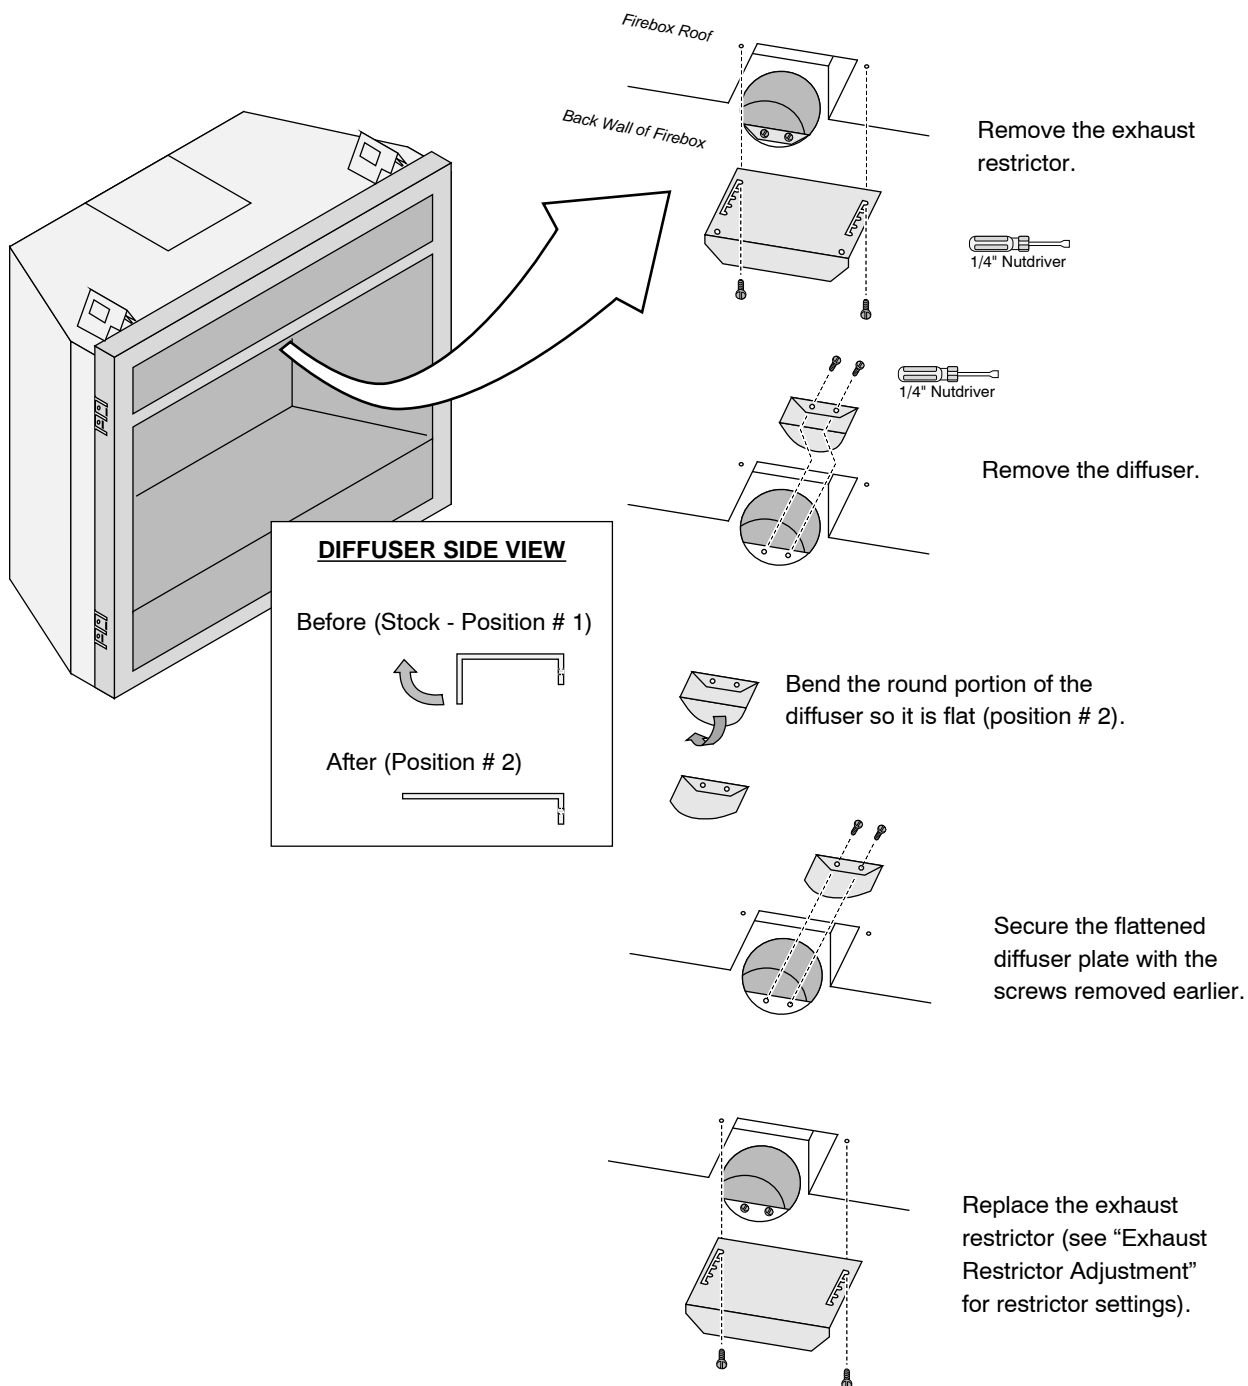 Firebox Roof
Back Wall of Firebox
Remove the exhaust
restrictor.
1/4" Nutdriver
1/4" Nutdriver
Remove the diffuser.
DIFFUSER SIDE VIEW
Before (Stock - Position # 1)
After (Position # 2)
Bend the round portion of the
diffuser so it is flat (position # 2).
Secure the flattened
diffuser plate with the
screws removed earlier.
Replace the exhaust
restrictor (see “Exhaust
Restrictor Adjustment”
for restrictor settings).